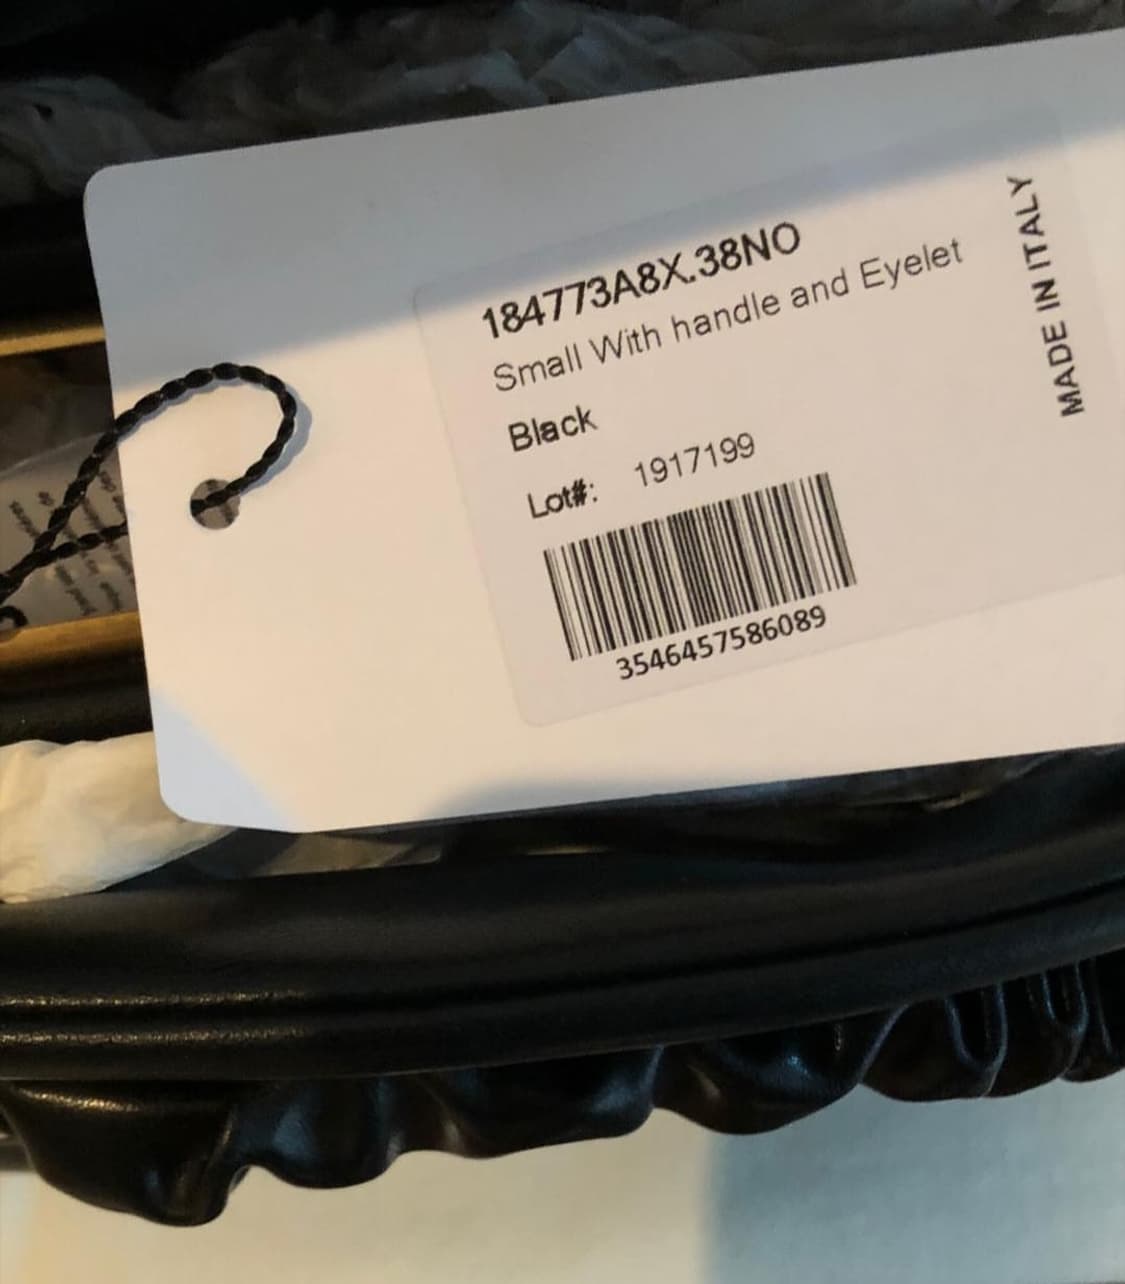 184773A8X.38NO
Small With handle and Eyelet
Black
Lot#: 1917199
3546457586089
MADE IN ITALY